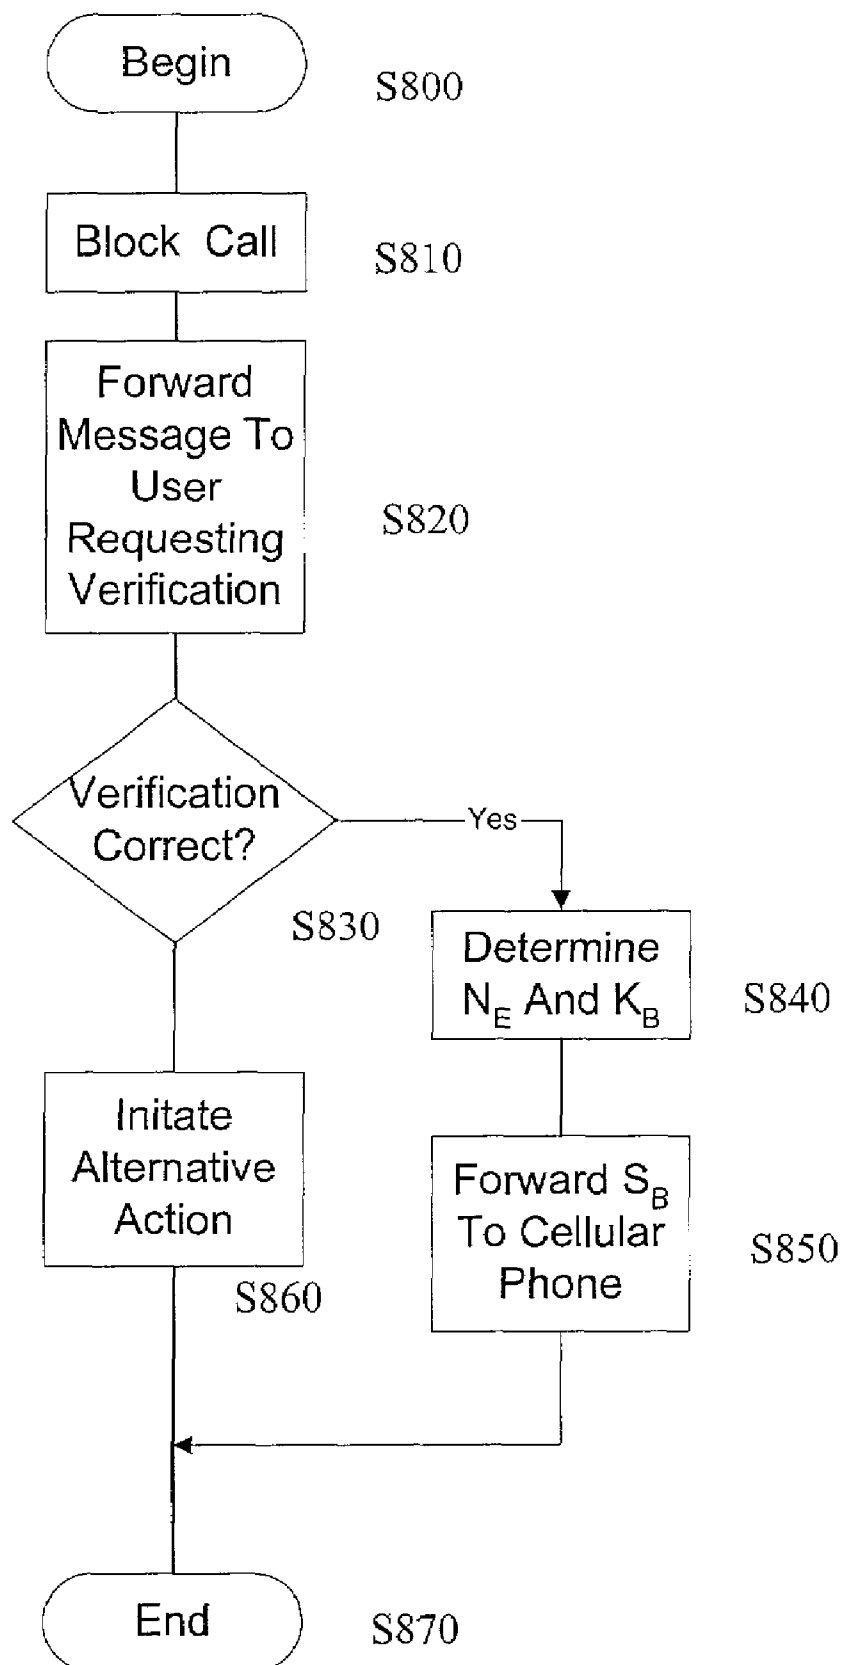 Begin
S800
Block Call
S810
Forward
Message To
User
Requesting
Verification
S820
Verification
Correct?
Yes
S830
Determine
N_E And K_B
S840
Initate
Alternative
Action
S860
Forward S_B
To Cellular
Phone
S850
End
S870